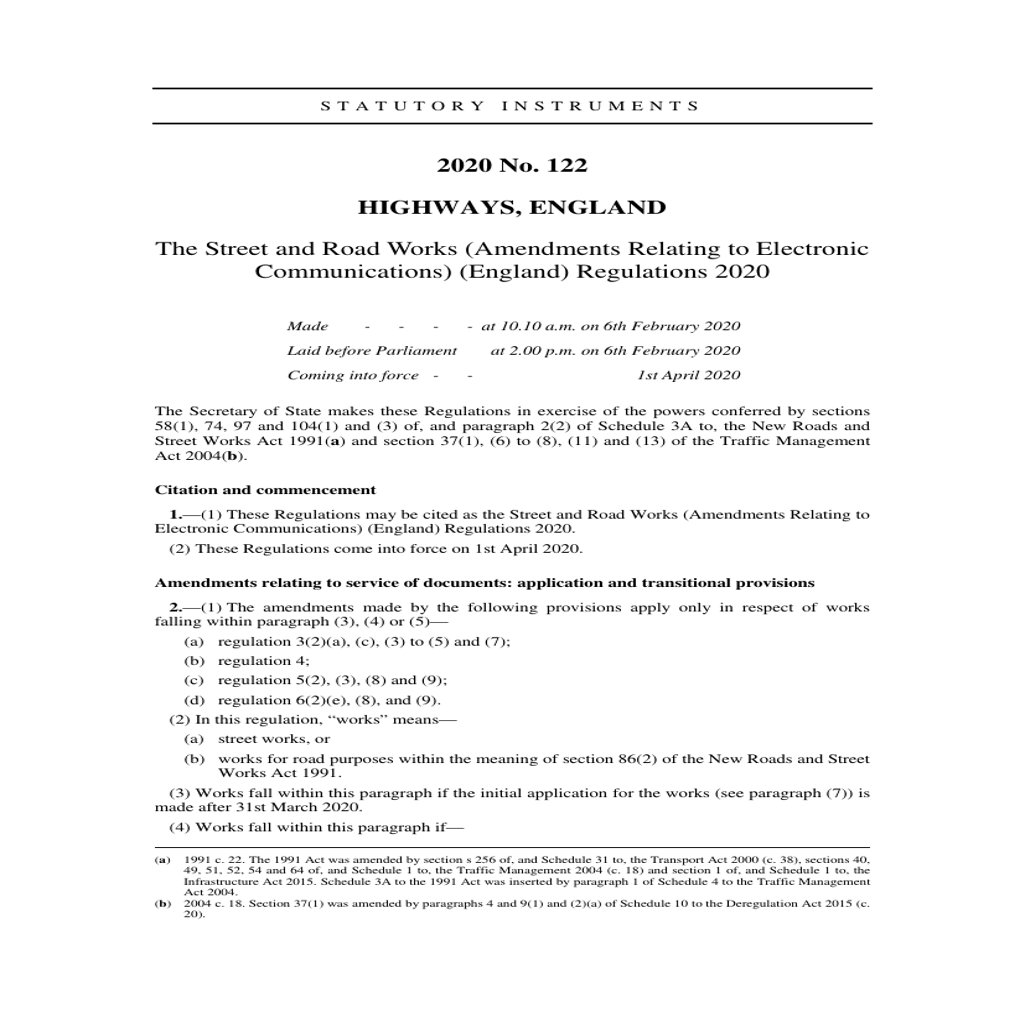 STATUTORY INSTRUMENTS
2020 No. 122
HIGHWAYS, ENGLAND
The Street and Road Works (Amendments Relating to Electronic
Communications) (England) Regulations 2020
Made - - - - at 10.10 a.m. on 6th February 2020
Laid before Parliament at 2.00 p.m. on 6th February 2020
Coming into force - - 1st April 2020
The Secretary of State makes these Regulations in exercise of the powers conferred by sections
58(1), 74, 97 and 104(1) and (3) of, and paragraph 2(2) of Schedule 3A to, the New Roads and
Street Works Act 1991(a) and section 37(1), (6) to (8), (11) and (13) of the Traffic Management
Act 2004(b).
Citation and commencement
1.—(1) These Regulations may be cited as the Street and Road Works (Amendments Relating to
Electronic Communications) (England) Regulations 2020.
(2) These Regulations come into force on 1st April 2020.
Amendments relating to service of documents: application and transitional provisions
2.—(1) The amendments made by the following provisions apply only in respect of works
falling within paragraph (3), (4) or (5)—
(a) regulation 3(2)(a), (c), (3) to (5) and (7);
(b) regulation 4;
(c) regulation 5(2), (3), (8) and (9);
(d) regulation 6(2)(e), (8), and (9).
(2) In this regulation, “works” means—
(a) street works, or
(b) works for road purposes within the meaning of section 86(2) of the New Roads and Street
Works Act 1991.
(3) Works fall within this paragraph if the initial application for the works (see paragraph (7)) is
made after 31st March 2020.
(4) Works fall within this paragraph if—
(a) 1991 c. 22. The 1991 Act was amended by section s 256 of, and Schedule 31 to, the Transport Act 2000 (c. 38), sections 40,
49, 51, 52, 54 and 64 of, and Schedule 1 to, the Traffic Management 2004 (c. 18) and section 1 of, and Schedule 1 to, the
Infrastructure Act 2015. Schedule 3A to the 1991 Act was inserted by paragraph 1 of Schedule 4 to the Traffic Management
Act 2004.
(b) 2004 c. 18. Section 37(1) was amended by paragraphs 4 and 9(1) and (2)(a) of Schedule 10 to the Deregulation Act 2015 (c.
20).